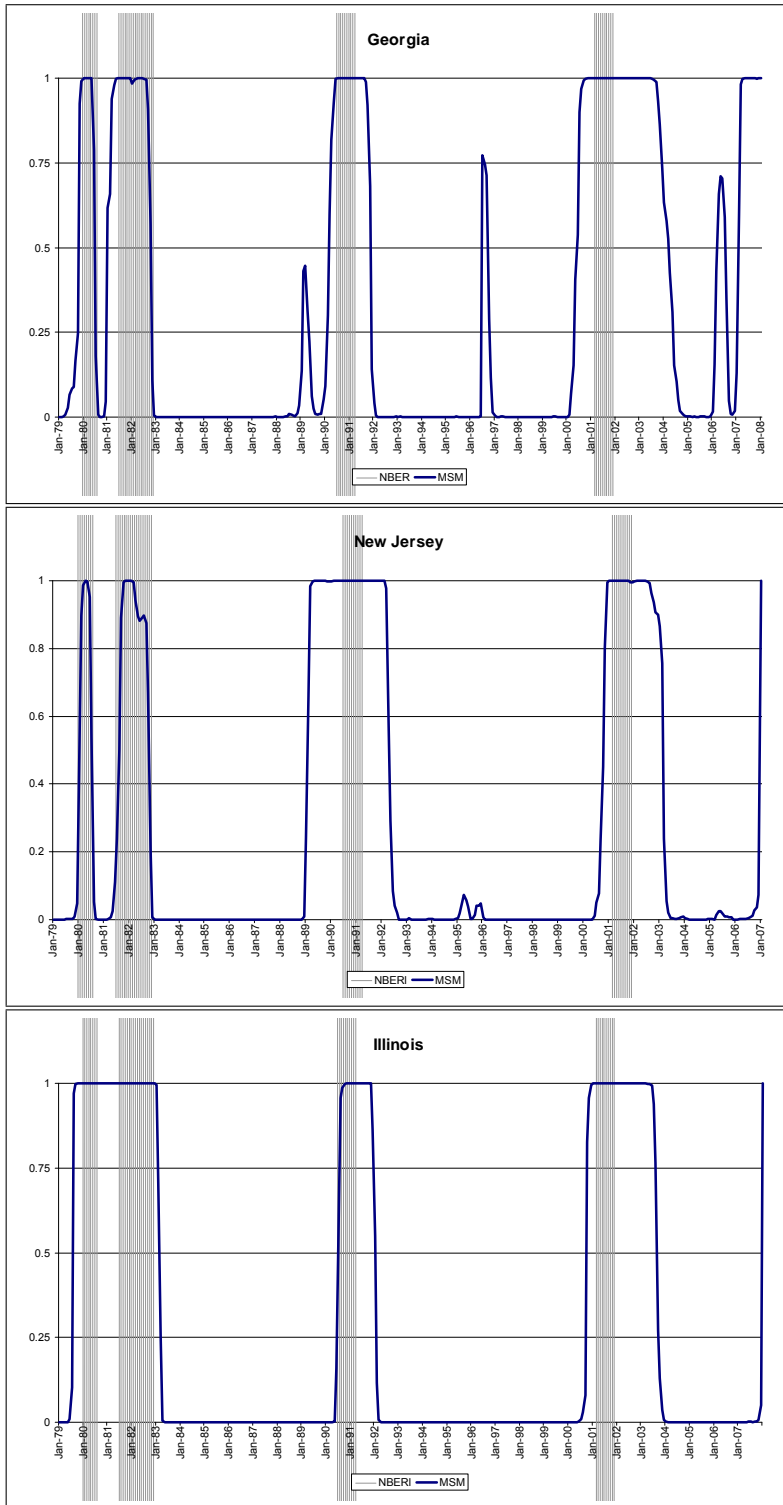 Georgia
1
0.75
0.5
0.25
0
Jan-79 Jan-80 Jan-81 Jan-82 Jan-83 Jan-84 Jan-85 Jan-86 Jan-87 Jan-88 Jan-89 Jan-90 Jan-91 Jan-92 Jan-93 Jan-94 Jan-95 Jan-96 Jan-97 Jan-98 Jan-99 Jan-00 Jan-01 Jan-02 Jan-03 Jan-04 Jan-05 Jan-06 Jan-07 Jan-08
NBER MSM
New Jersey
1
0.8
0.6
0.4
0.2
0
Jan-79 Jan-80 Jan-81 Jan-82 Jan-83 Jan-84 Jan-85 Jan-86 Jan-87 Jan-88 Jan-89 Jan-90 Jan-91 Jan-92 Jan-93 Jan-94 Jan-95 Jan-96 Jan-97 Jan-98 Jan-99 Jan-00 Jan-01 Jan-02 Jan-03 Jan-04 Jan-05 Jan-06 Jan-07
NBERI MSM
Illinois
1
0.75
0.5
0.25
0
Jan-79 Jan-80 Jan-81 Jan-82 Jan-83 Jan-84 Jan-85 Jan-86 Jan-87 Jan-88 Jan-89 Jan-90 Jan-91 Jan-92 Jan-93 Jan-94 Jan-95 Jan-96 Jan-97 Jan-98 Jan-99 Jan-00 Jan-01 Jan-02 Jan-03 Jan-04 Jan-05 Jan-06 Jan-07
NBERI MSM